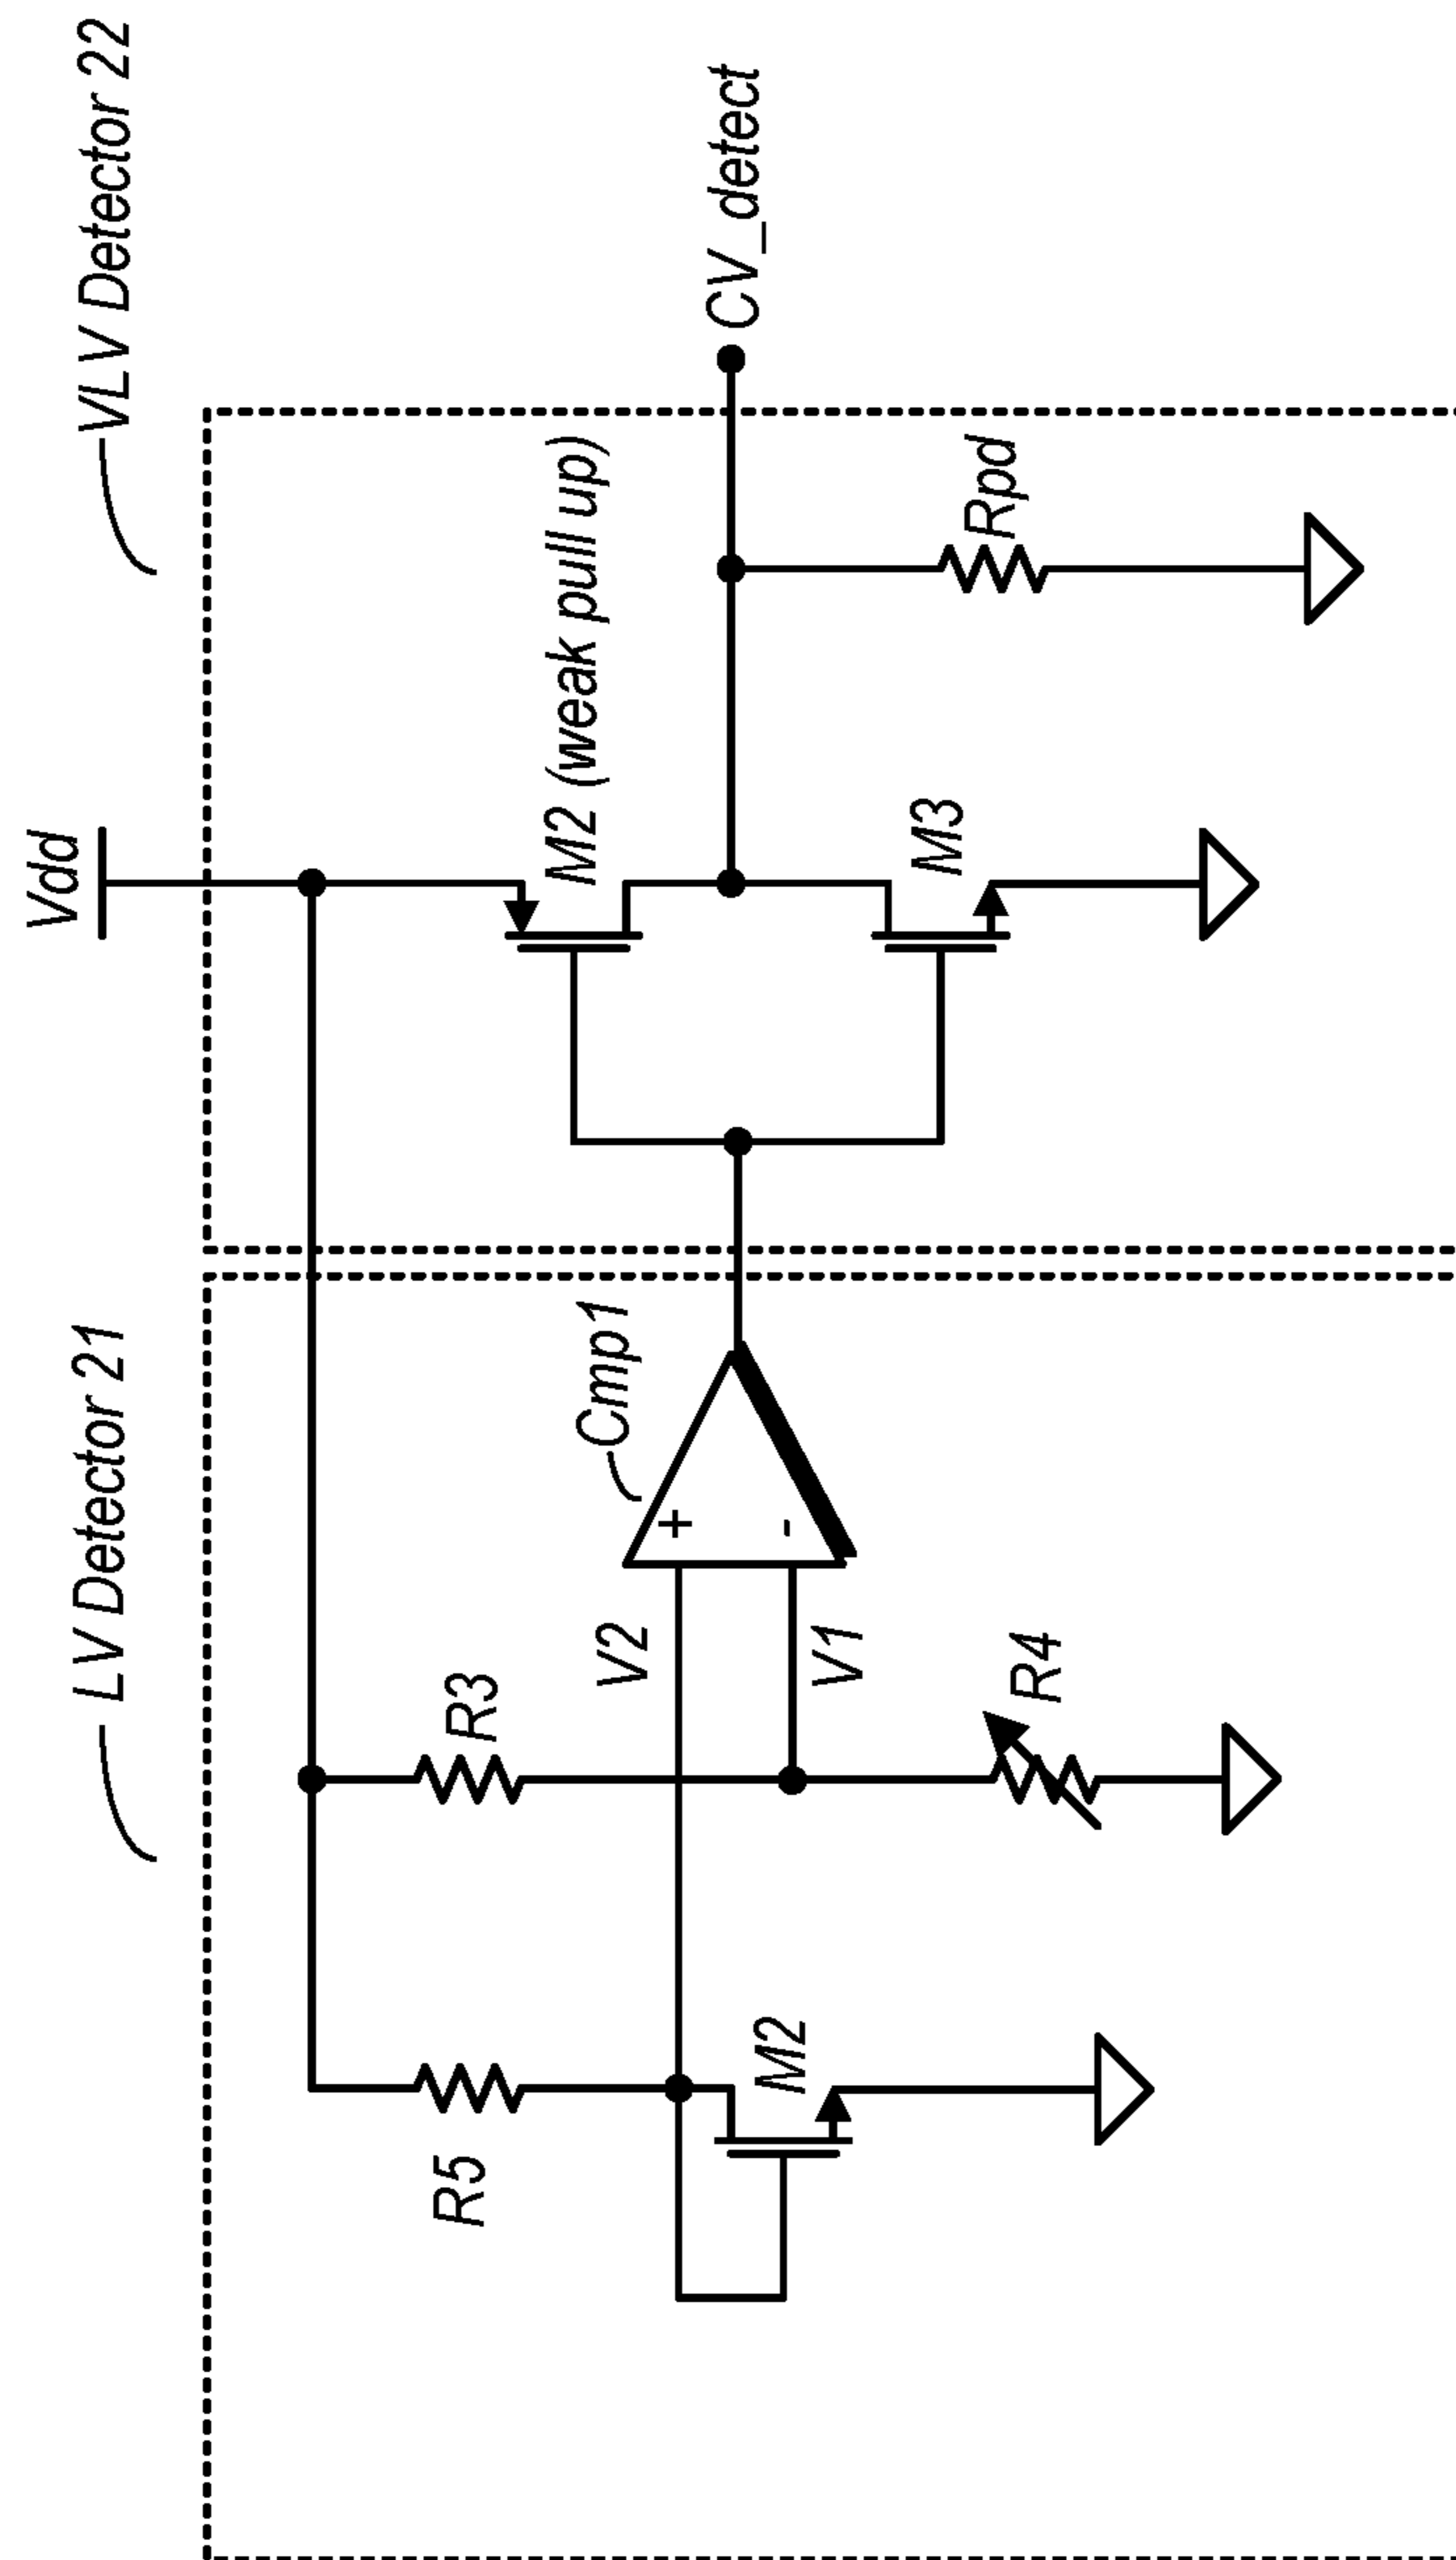 LV Detector 21
VLV Detector 22
Vdd
R5
R3
M2 (weak pull up)
Cmp1
V2
+
-
CV_detect
M2
V1
M3
R4
Rpd